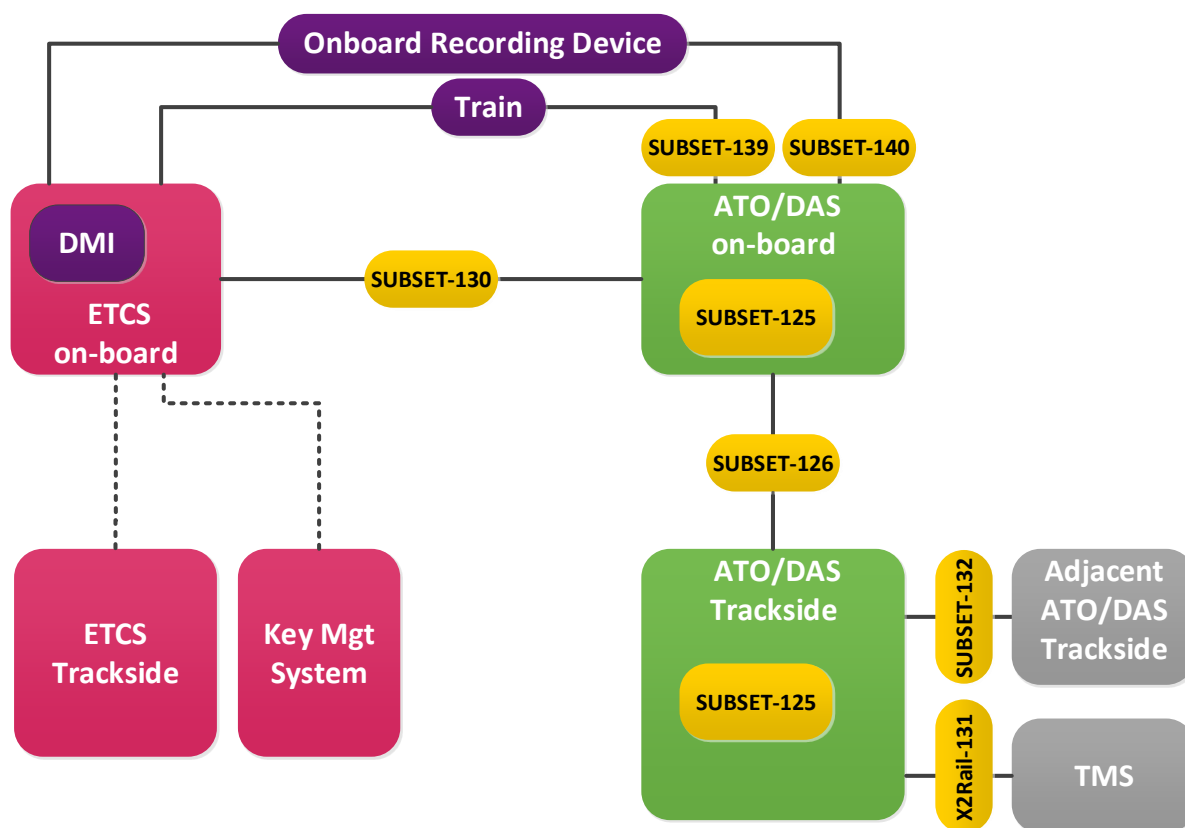 Onboard Recording Device
Train
SUBSET-139
SUBSET-140
DMI
ETCS
on-board
SUBSET-130
ATO/DAS
on-board
SUBSET-125
SUBSET-126
ETCS
Trackside
Key Mgt
System
ATO/DAS
Trackside
SUBSET-125
SUBSET-132
Adjacent
ATO/DAS
Trackside
X2Rail-131
TMS